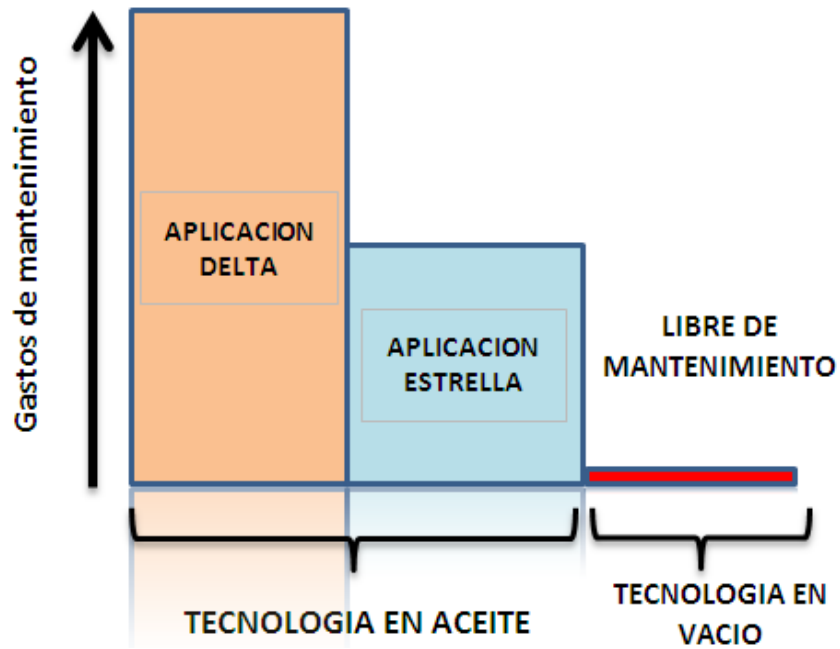 Gastos de mantenimiento
APLICACION
DELTA
APLICACION
ESTRELLA
LIBRE DE
MANTENIMIENTO
TECNOLOGIA EN ACEITE
TECNOLOGIA EN
VACIO